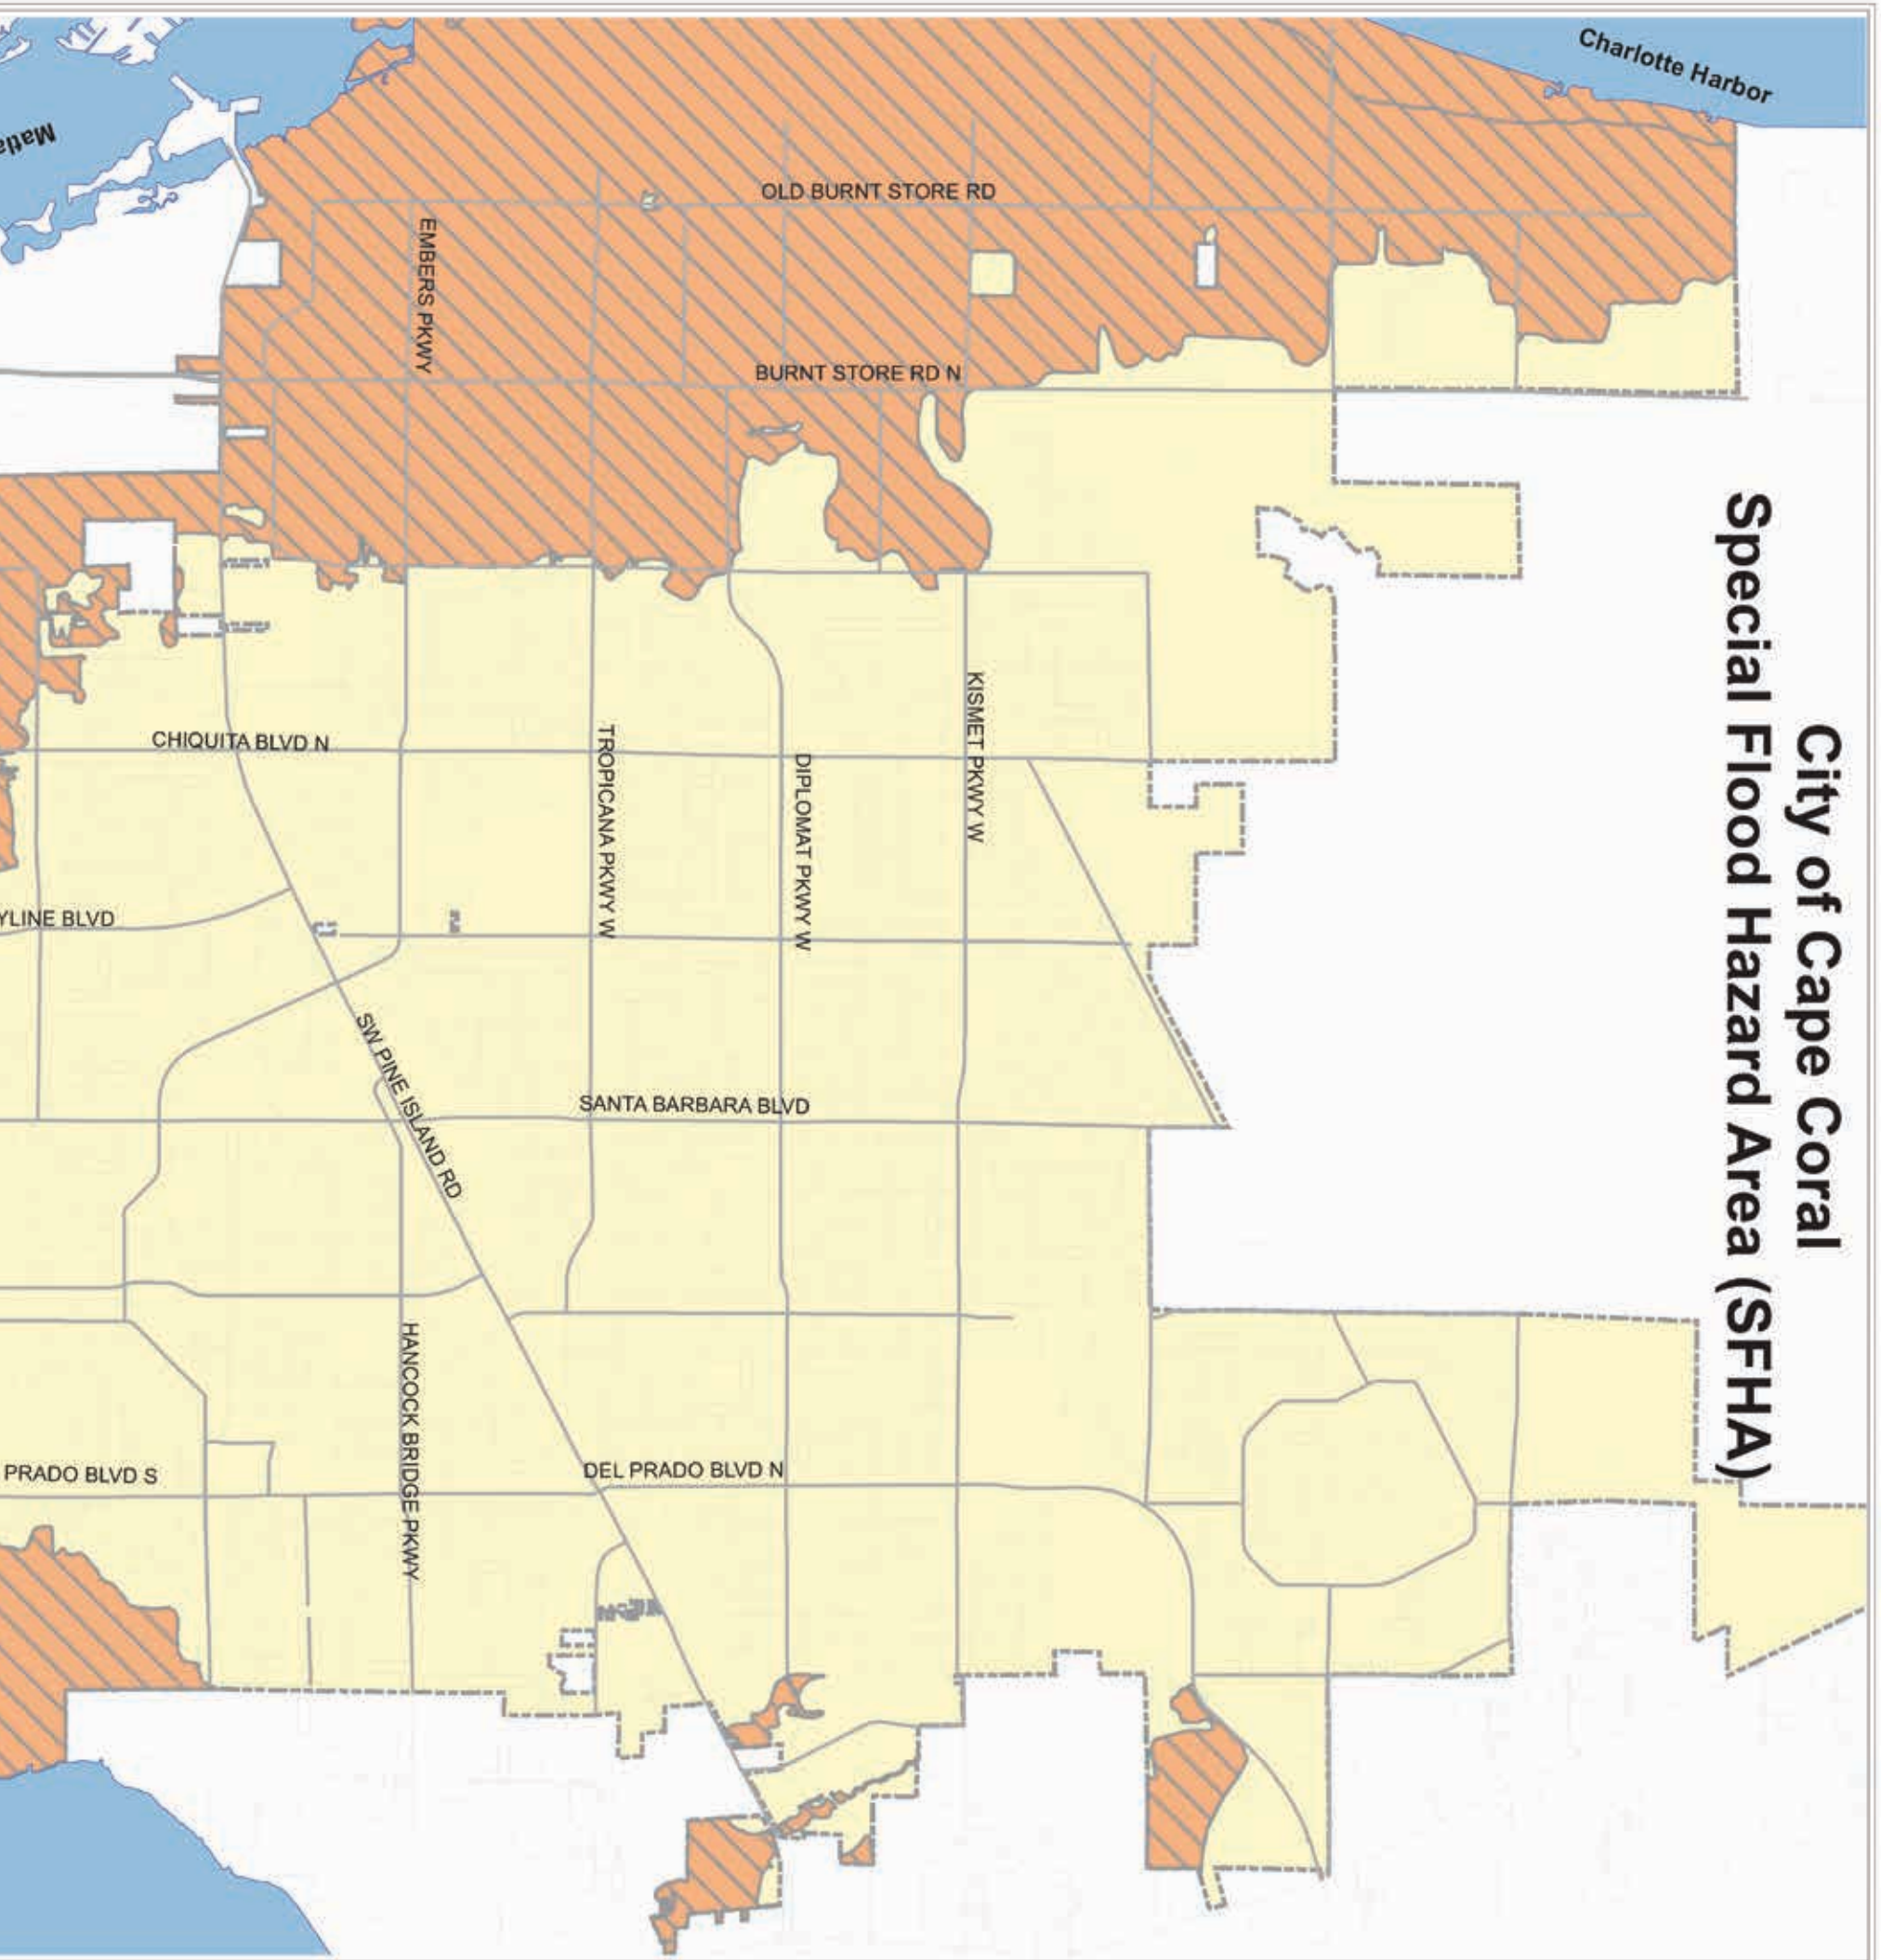 City of Cape Coral
Special Flood Hazard Area (SFHA)
Charlotte Harbor
OLD BURNT STORE RD
EMBERS PKWY
BURNT STORE RD N
KISMET PKWY W
CHIQUITA BLVD N
TROPICANA PKWY W
DIPLOMAT PKWY W
YLINE BLVD
SW PINE ISLAND RD
SANTA BARBARA BLVD
HANCOCK BRIDGE PKWY
PRADO BLVD S
DEL PRADO BLVD N
Matla